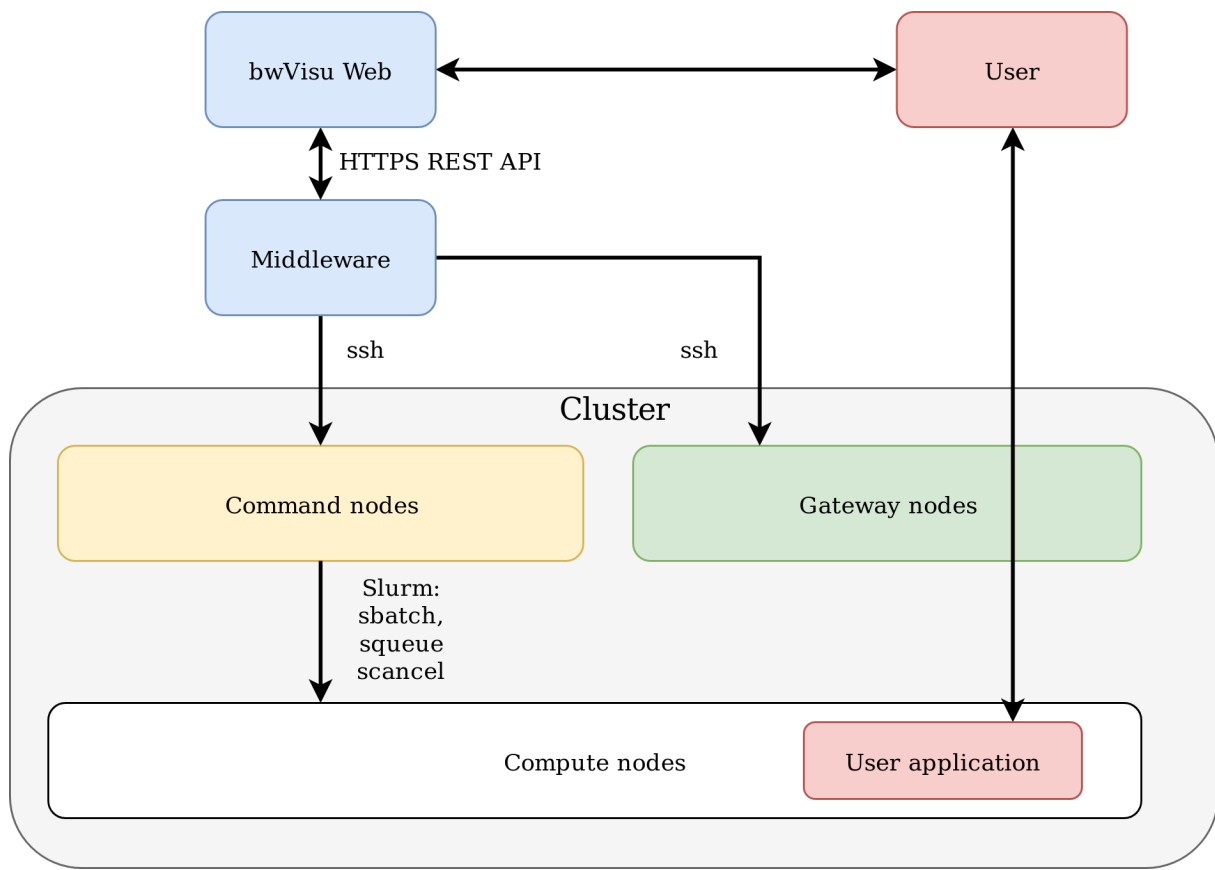 bwVisu Web
User
HTTPS REST API
Middleware
ssh
ssh
Cluster
Command nodes
Gateway nodes
Slurm:
sbatch,
squeue
scancel
Compute nodes
User application